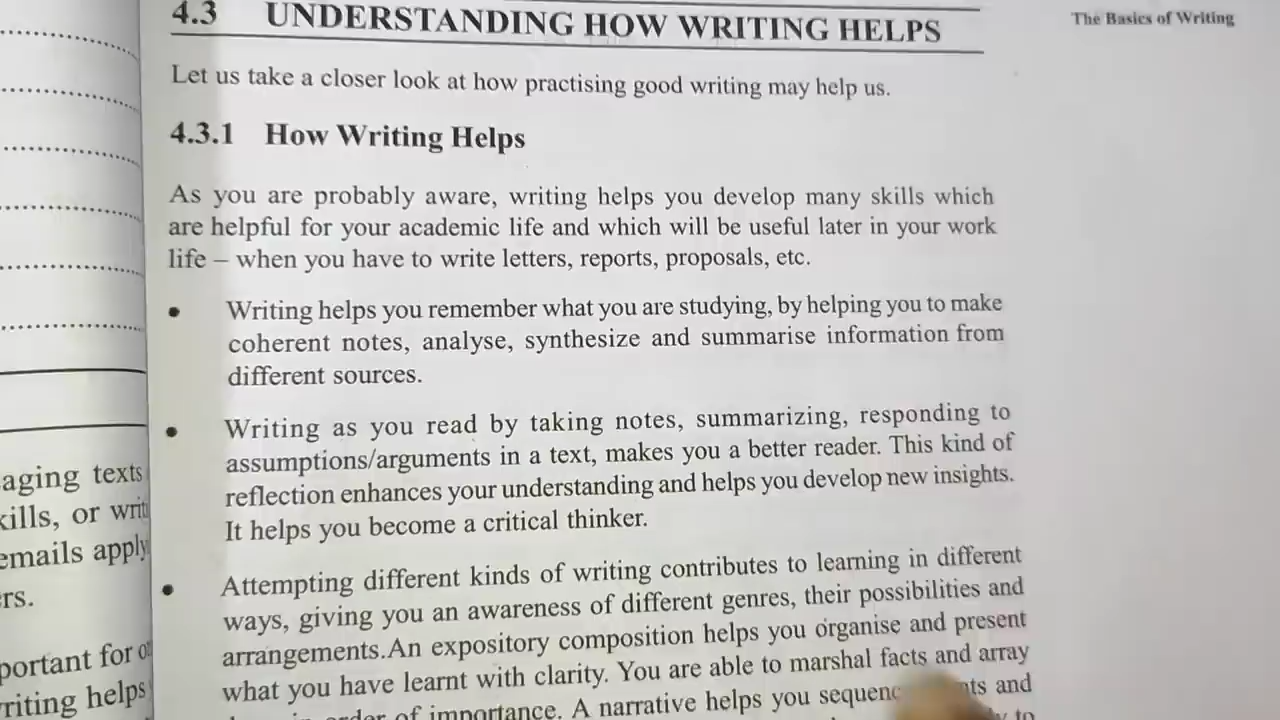 The Basics of Writing
4.3 UNDERSTANDING HOW WRITING HELPS
Let us take a closer look at how practising good writing may help us.
4.3.1 How Writing Helps
As you are probably aware, writing helps you develop many skills which
are helpful for your academic life and which will be useful later in your work
life – when you have to write letters, reports, proposals, etc.
• Writing helps you remember what you are studying, by helping you to make
coherent notes, analyse, synthesize and summarise information from
different sources.
• Writing as you read by taking notes, summarizing, responding to
assumptions/arguments in a text, makes you a better reader. This kind of
reflection enhances your understanding and helps you develop new insights.
It helps you become a critical thinker.
• Attempting different kinds of writing contributes to learning in different
ways, giving you an awareness of different genres, their possibilities and
arrangements.An expository composition helps you organise and present
what you have learnt with clarity. You are able to marshal facts and array
order of importance. A narrative helps you and
to
aging texts
kills, or
emails apply
rs.
portant for
riting helps